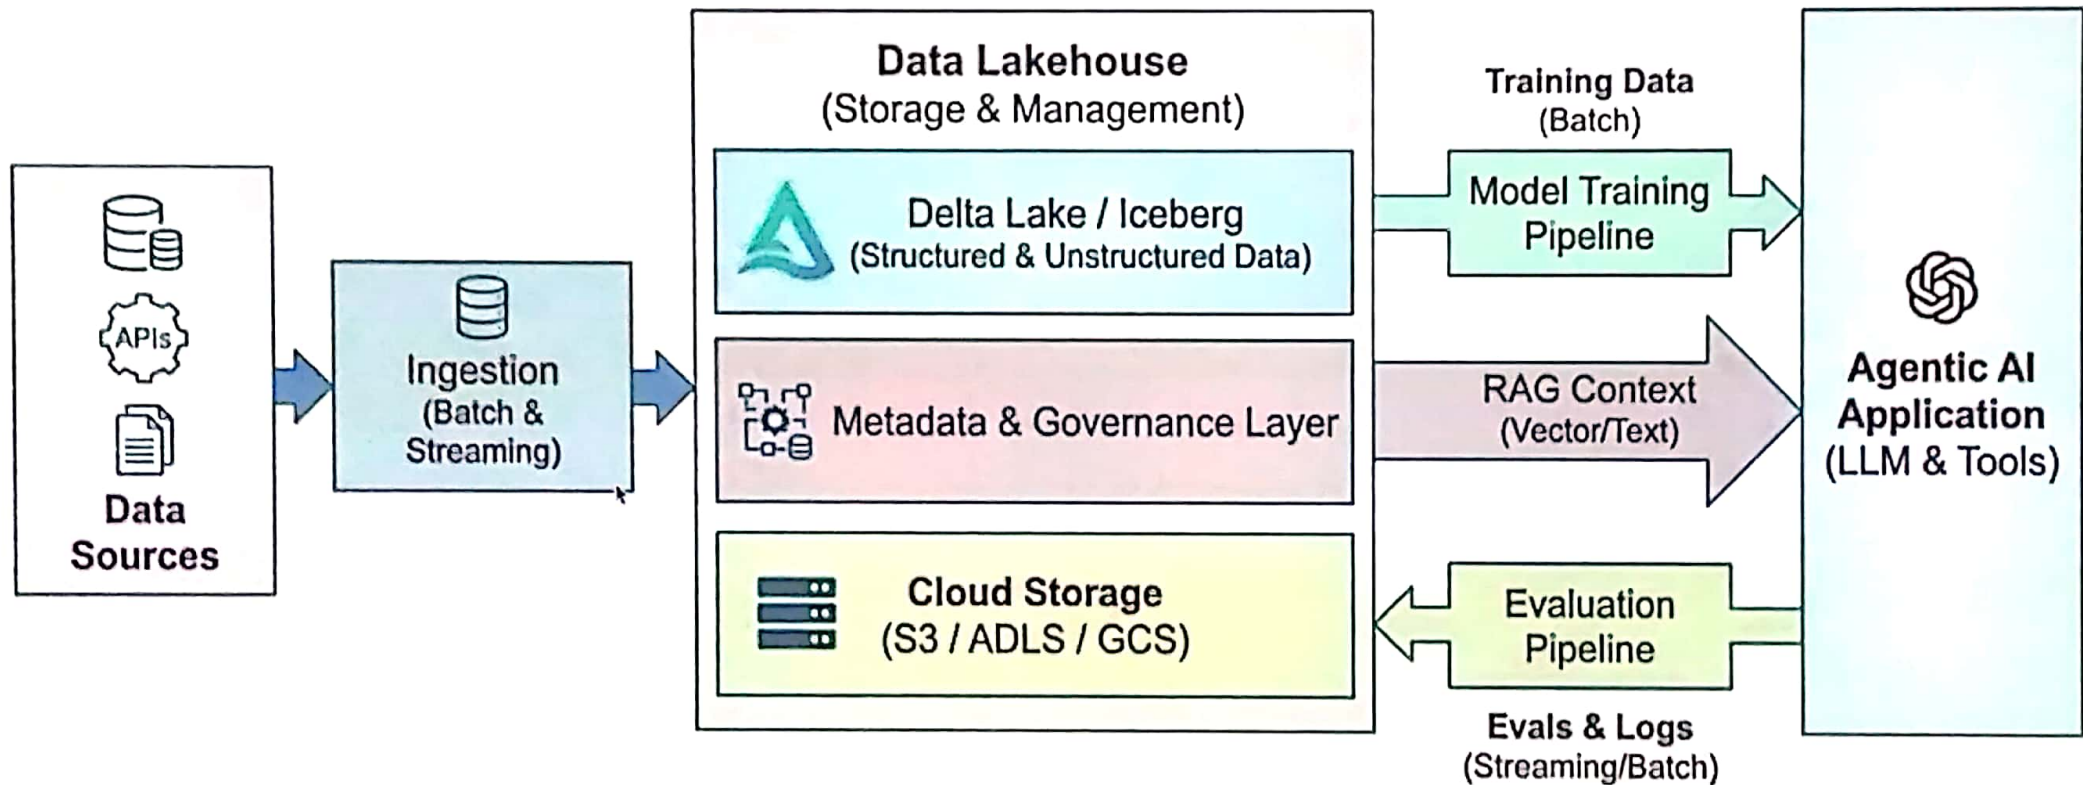 APIs
Data
Sources
Ingestion
(Batch &
Streaming)
Data Lakehouse
(Storage & Management)
Delta Lake / Iceberg
(Structured & Unstructured Data)
Metadata & Governance Layer
Cloud Storage
(S3 / ADLS / GCS)
Training Data
(Batch)
Model Training
Pipeline
RAG Context
(Vector/Text)
Evaluation
Pipeline
Evals & Logs
(Streaming/Batch)
Agentic AI
Application
(LLM & Tools)